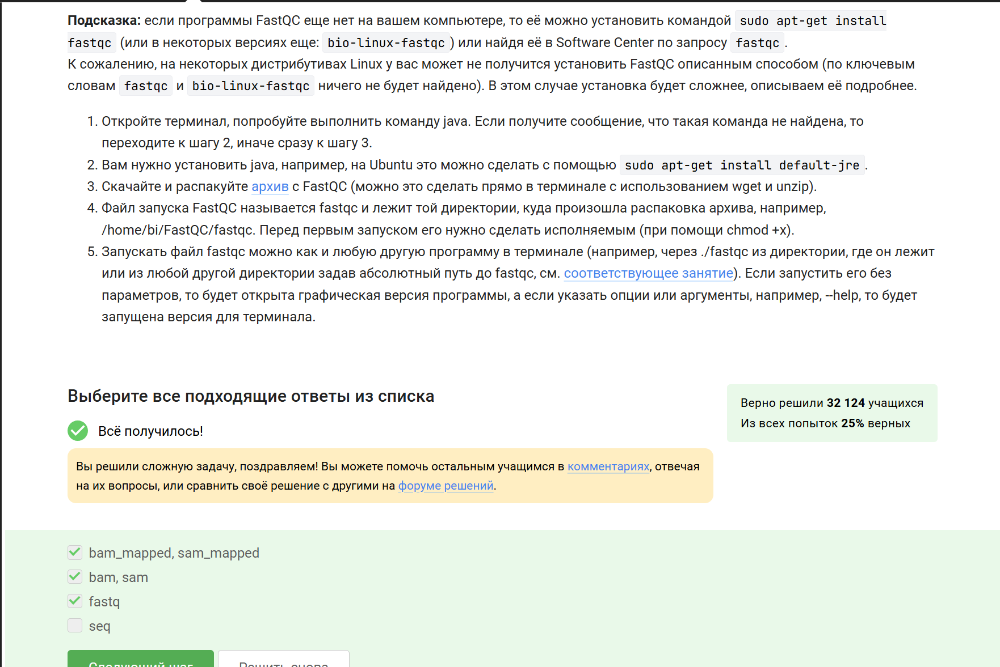 Подсказка: если программы FastQC еще нет на вашем компьютере, то её можно установить командой sudo apt-get install
fastqc (или в некоторых версиях еще: bio-linux-fastqc) или найдя её в Software Center по запросу fastqc.
К сожалению, на некоторых дистрибутивах Linux у вас может не получится установить FastQC описанным способом (по ключевым
словам fastqc и bio-linux-fastqc ничего не будет найдено). В этом случае установка будет сложнее, описываем её подробнее.
1. Откройте терминал, попробуйте выполнить команду java. Если получите сообщение, что такая команда не найдена, то
переходите к шагу 2, иначе сразу к шагу 3.
2. Вам нужно установить java, например, на Ubuntu это можно сделать с помощью sudo apt-get install default-jre.
3. Скачайте и распакуйте архив с FastQC (можно это сделать прямо в терминале с использованием wget и unzip).
4. Файл запуска FastQC называется fastqc и лежит той директории, куда произошла распаковка архива, например,
/home/bi/FastQC/fastqc. Перед первым запуском его нужно сделать исполняемым (при помощи chmod +x).
5. Запускать файл fastqc можно как и любую другую программу в терминале (например, через ./fastqc из директории, где он лежит
или из любой другой директории задав абсолютный путь до fastqc, см. соответствующее занятие). Если запустить его без
параметров, то будет открыта графическая версия программы, а если указать опции или аргументы, например, --help, то будет
запущена версия для терминала.
Выберите все подходящие ответы из списка
Верно решили 32 124 учащихся
Из всех попыток 25% верных
Всё получилось!
Вы решили сложную задачу, поздравляем! Вы можете помочь остальным учащимся в комментариях, отвечая
на их вопросы, или сравнить своё решение с другими на форуме решений.
bam_mapped, sam_mapped
bam, sam
fastq
seq
Следующий шаг
Решить снова